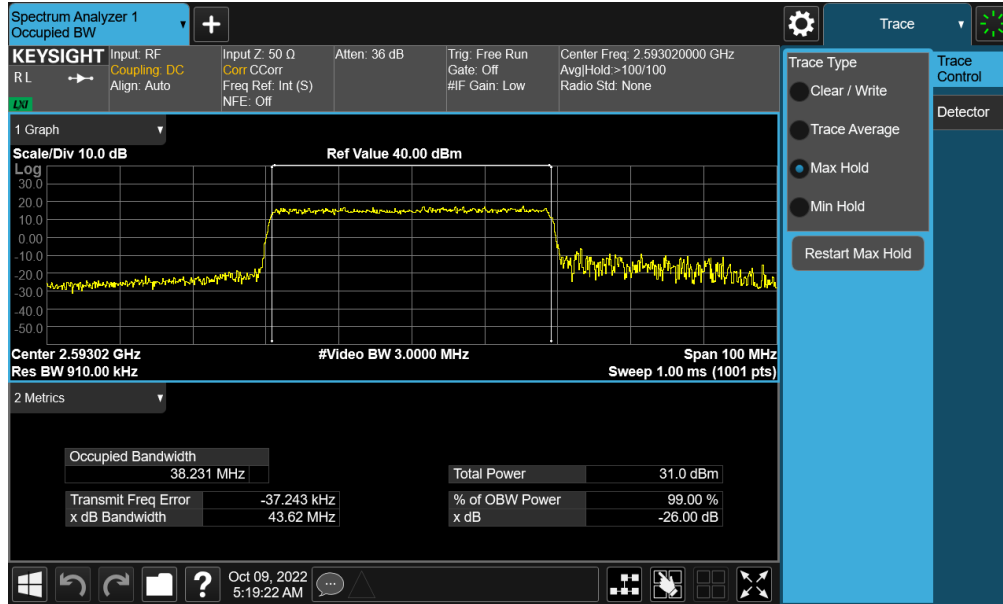 Spectrum Analyzer 1
Occupied BW
Trace
KEYSIGHT
R L
LXI
Input: RF
Coupling: DC
Align: Auto
Input Z: 50 Ω
Corr CCorr
Freq Ref: Int (S)
NFE: Off
Atten: 36 dB
Trig: Free Run
Gate: Off
#IF Gain: Low
Center Freq: 2.593020000 GHz
Avg|Hold:>100/100
Radio Std: None
Trace Type
Clear / Write
Trace Average
Max Hold
Min Hold
Restart Max Hold
Trace
Control
Detector
1 Graph
Scale/Div 10.0 dB
Ref Value 40.00 dBm
Log
30.0
20.0
10.0
0.00
-10.0
-20.0
-30.0
-40.0
-50.0
Center 2.59302 GHz
#Video BW 3.0000 MHz
Span 100 MHz
Res BW 910.00 kHz
Sweep 1.00 ms (1001 pts)
2 Metrics
Occupied Bandwidth
38.231 MHz
Total Power 31.0 dBm
Transmit Freq Error -37.243 kHz
% of OBW Power 99.00 %
x dB Bandwidth 43.62 MHz
x dB -26.00 dB
?
Oct 09, 2022
5:19:22 AM